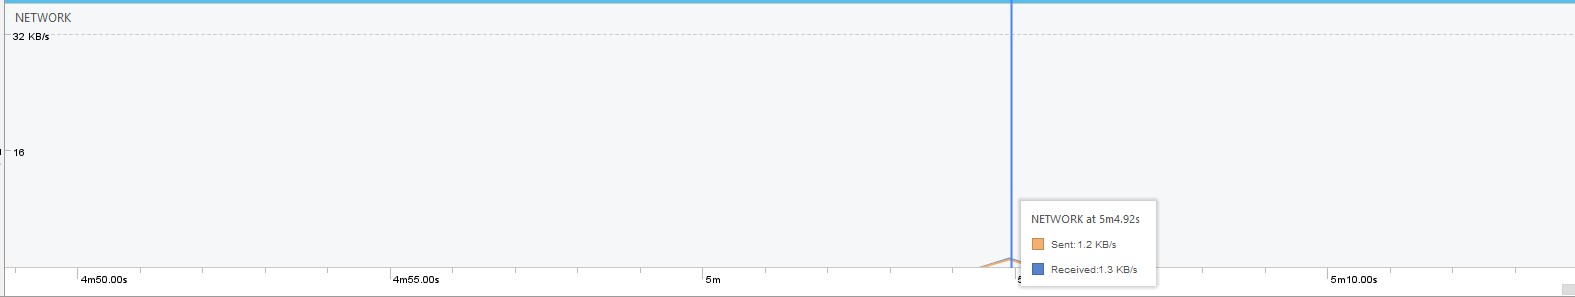 NETWORK
32 KB/s
16
NETWORK at 5m4.92s
Sent:1.2 KB/s
Received:1.3 KB/s
4m50.00s
4m55.00s
5m
5m10.00s